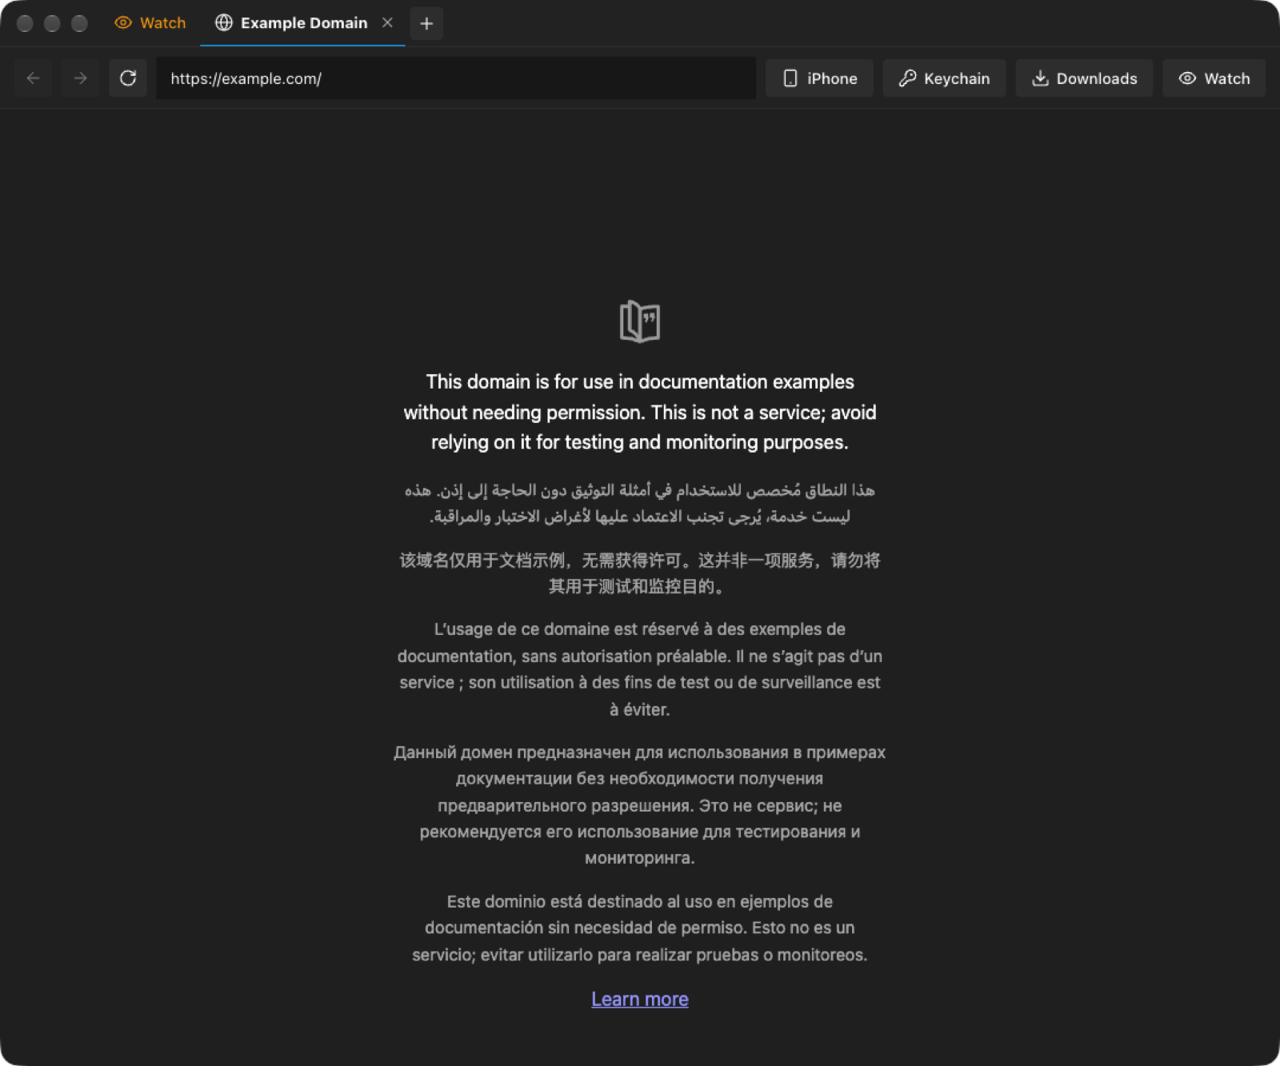 Watch
Example Domain
https://example.com/
iPhone
Keychain
Downloads
Watch
This domain is for use in documentation examples
without needing permission. This is not a service; avoid
relying on it for testing and monitoring purposes.
هذا النطاق مُخصص للاستخدام في أمثلة التوثيق دون الحاجة إلى إذن. هذه
ليست خدمة، يُرجى تجنب الاعتماد عليها لأغراض الاختبار والمراقبة.
该域名仅用于文档示例，无需获得许可。这并非一项服务，请勿将
其用于测试和监控目的。
L’usage de ce domaine est réservé à des exemples de
documentation, sans autorisation préalable. Il ne s’agit pas d’un
service ; son utilisation à des fins de test ou de surveillance est
à éviter.
Данный домен предназначен для использования в примерах
документации без необходимости получения
предварительного разрешения. Это не сервис; не
рекомендуется его использование для тестирования и
мониторинга.
Este dominio está destinado al uso en ejemplos de
documentación sin necesidad de permiso. Esto no es un
servicio; evitar utilizarlo para realizar pruebas o monitoreos.
Learn more